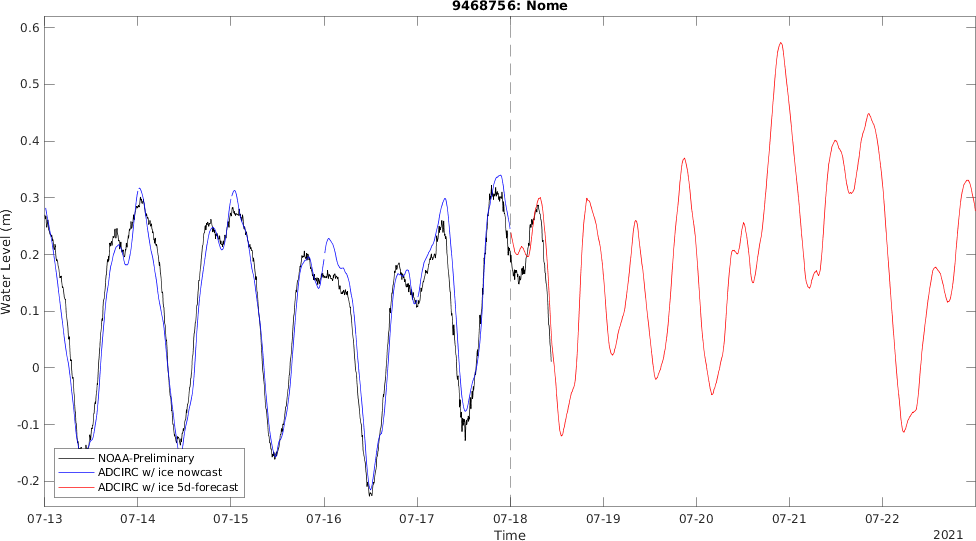 9468756: Nome
Water Level (m)
0.6
0.5
0.4
0.3
0.2
0.1
0
-0.1
-0.2
NOAA-Preliminary
ADCIRC w/ ice nowcast
ADCIRC w/ ice 5d-forecast
07-13 07-14 07-15 07-16 07-17 07-18 07-19 07-20 07-21 07-22
Time
2021